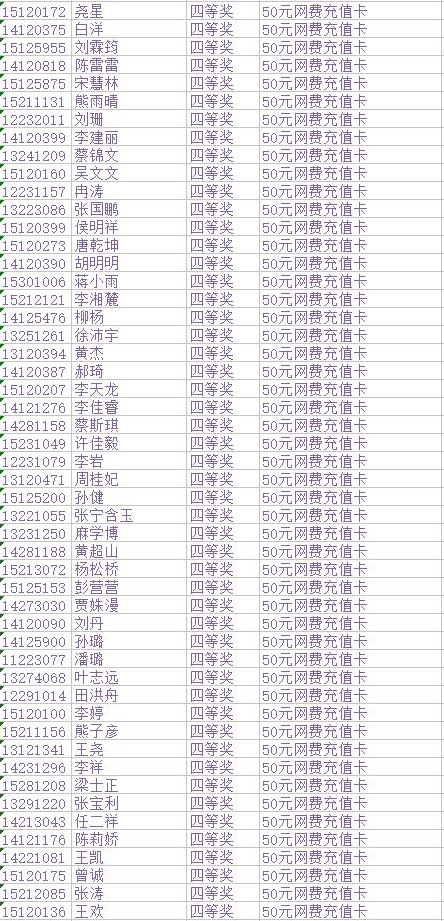 15120172 尧星 四等奖 50元网费充值卡
14120375 白洋 四等奖 50元网费充值卡
15125955 刘霖筠 四等奖 50元网费充值卡
14120818 陈雷雷 四等奖 50元网费充值卡
15125875 宋慧林 四等奖 50元网费充值卡
15211131 熊雨晴 四等奖 50元网费充值卡
12232011 刘珊 四等奖 50元网费充值卡
14120399 李建丽 四等奖 50元网费充值卡
13241209 蔡锦文 四等奖 50元网费充值卡
15120160 吴文文 四等奖 50元网费充值卡
12231157 冉涛 四等奖 50元网费充值卡
13223086 张国鹏 四等奖 50元网费充值卡
15120399 侯明祥 四等奖 50元网费充值卡
15120273 唐乾坤 四等奖 50元网费充值卡
14120390 胡明明 四等奖 50元网费充值卡
15301006 蒋小雨 四等奖 50元网费充值卡
15212121 李湘麓 四等奖 50元网费充值卡
14125476 柳杨 四等奖 50元网费充值卡
13251261 徐沛宇 四等奖 50元网费充值卡
13120394 黄杰 四等奖 50元网费充值卡
14120387 郝琦 四等奖 50元网费充值卡
15120207 李天龙 四等奖 50元网费充值卡
14121276 李佳睿 四等奖 50元网费充值卡
14281158 蔡斯琪 四等奖 50元网费充值卡
15231049 许佳毅 四等奖 50元网费充值卡
12231079 李岩 四等奖 50元网费充值卡
13120471 周桂妃 四等奖 50元网费充值卡
15125200 孙健 四等奖 50元网费充值卡
13221055 张宁含玉 四等奖 50元网费充值卡
13231250 麻学博 四等奖 50元网费充值卡
14281188 黄超山 四等奖 50元网费充值卡
15213072 杨松桥 四等奖 50元网费充值卡
15125153 彭营营 四等奖 50元网费充值卡
14273030 贾妹漫 四等奖 50元网费充值卡
14120090 刘丹 四等奖 50元网费充值卡
14125900 孙璐 四等奖 50元网费充值卡
11223077 潘璐 四等奖 50元网费充值卡
13274068 叶志远 四等奖 50元网费充值卡
12291014 田洪舟 四等奖 50元网费充值卡
15120100 李婷 四等奖 50元网费充值卡
15211156 熊子彦 四等奖 50元网费充值卡
13121341 王尧 四等奖 50元网费充值卡
14231296 李祥 四等奖 50元网费充值卡
15281208 梁士正 四等奖 50元网费充值卡
13291220 张宝利 四等奖 50元网费充值卡
14213043 任二祥 四等奖 50元网费充值卡
14121176 陈莉娇 四等奖 50元网费充值卡
14221081 王凯 四等奖 50元网费充值卡
15120175 曾诚 四等奖 50元网费充值卡
15212085 张涛 四等奖 50元网费充值卡
15120136 王欢 四等奖 50元网费充值卡